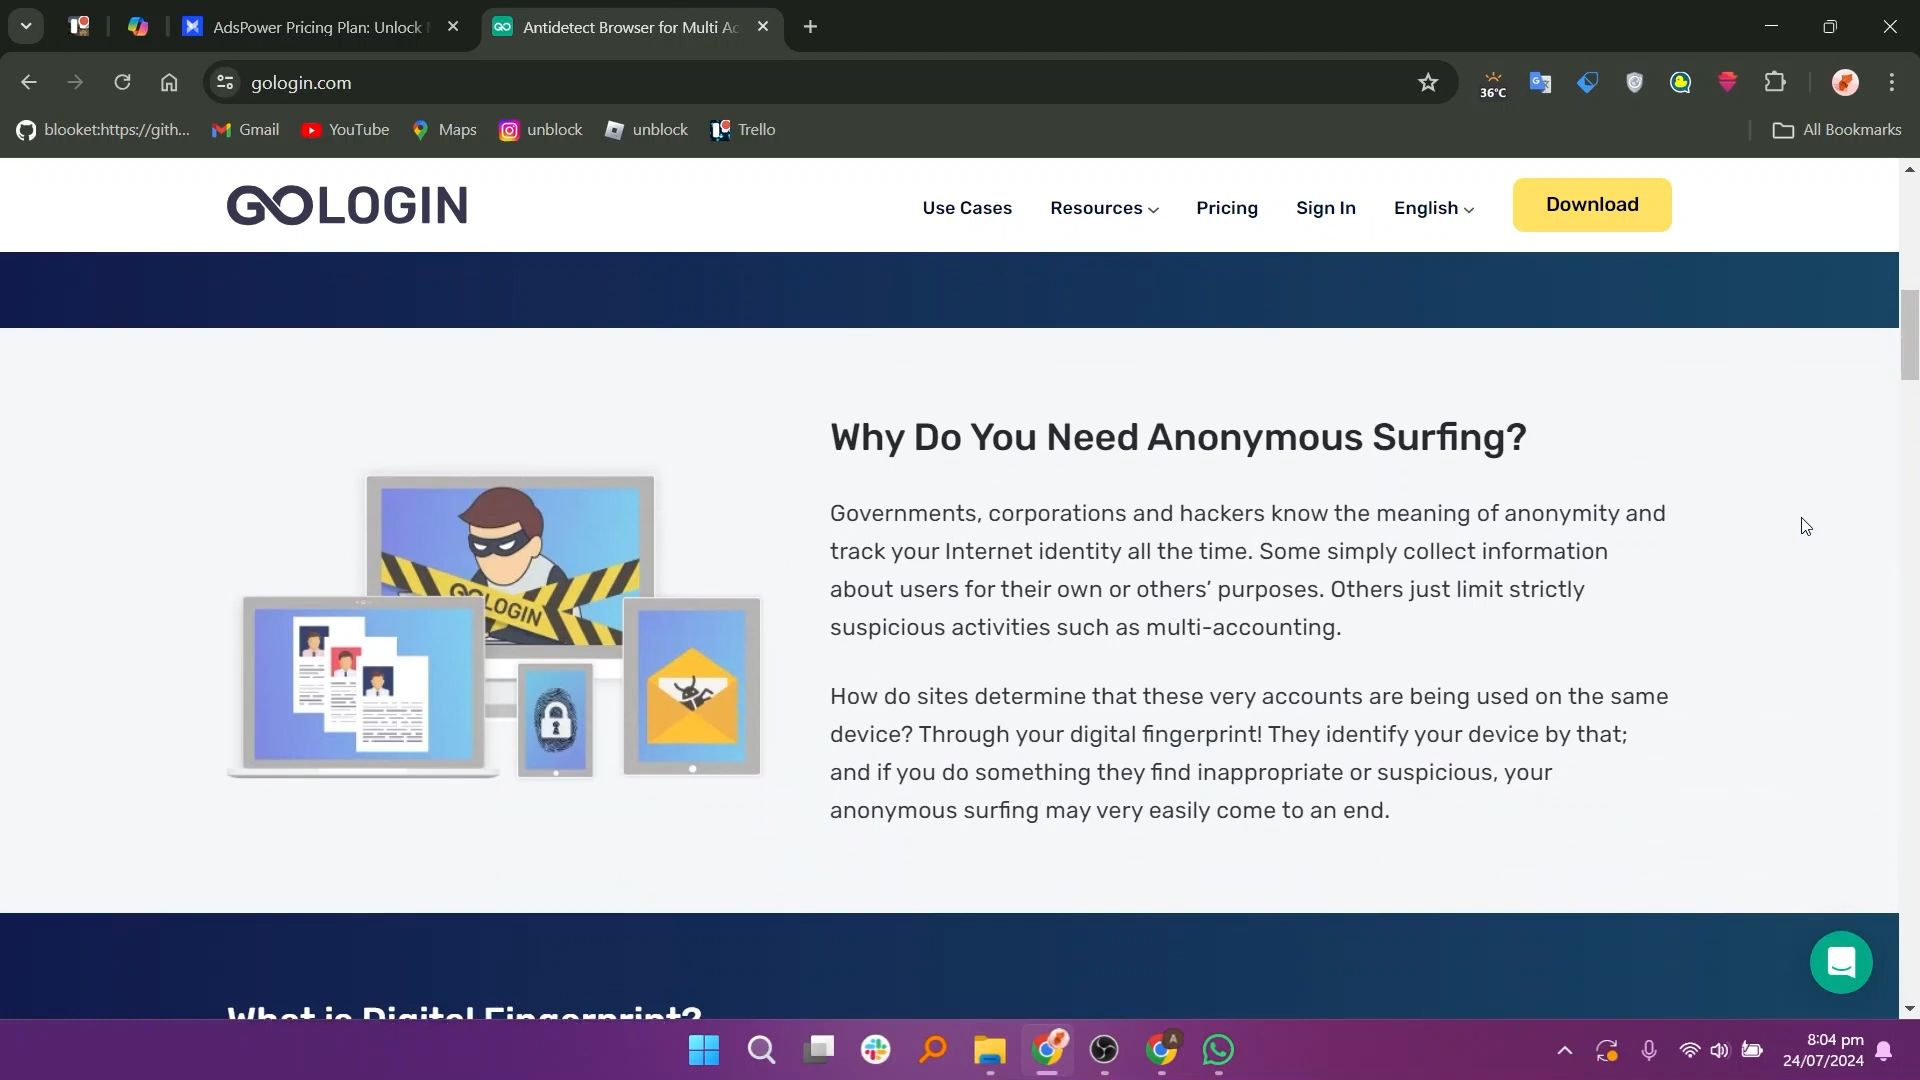 AdsPower Pricing Plan: Unlock
Antidetect Browser for Multi Ac
gologin.com
36°C
blooket:https://gith...
Gmail
YouTube
Maps
unblock
unblock
Trello
All Bookmarks
GOLOGIN
Use Cases
Resources
Pricing
Sign In
English
Download
Why Do You Need Anonymous Surfing?
Governments, corporations and hackers know the meaning of anonymity and
track your Internet identity all the time. Some simply collect information
about users for their own or others’ purposes. Others just limit strictly
suspicious activities such as multi-accounting.
How do sites determine that these very accounts are being used on the same
device? Through your digital fingerprint! They identify your device by that;
and if you do something they find inappropriate or suspicious, your
anonymous surfing may very easily come to an end.
GOLOGIN
What is Digital Fingerprint?
A
8:04 pm
24/07/2024